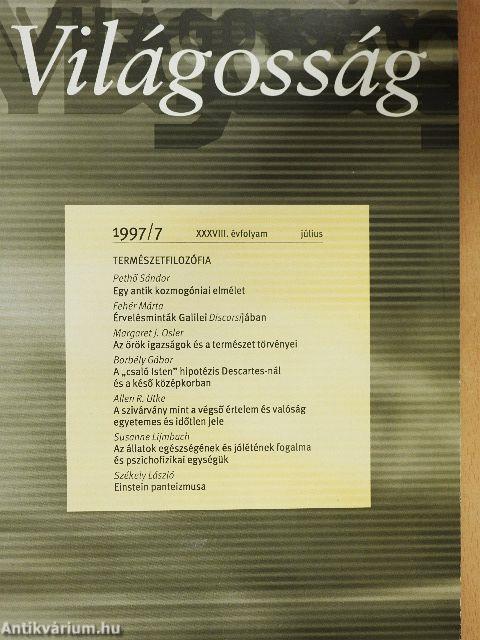 Világosság
1997/7 XXXVIII. évfolyam július
TERMÉSZETFILOZÓFIA
Pethő Sándor
Egy antik kozmogóniai elmélet
Fehér Márta
Érvelésminták Galilei Discorsijában
Margaret J. Osler
Az örök igazságok és a természet törvényei
Borbély Gábor
A „csaló Isten” hipotézis Descartes-nál
és a késő középkorban
Allen R. Utke
A szivárvány mint a végső értelem és valóság
egyetemes és időtlen jele
Susanne Lijmbach
Az állatok egészségének és jólétének fogalma
és pszichofizikai egységük
Székely László
Einstein panteizmusa
Antikvárium.hu